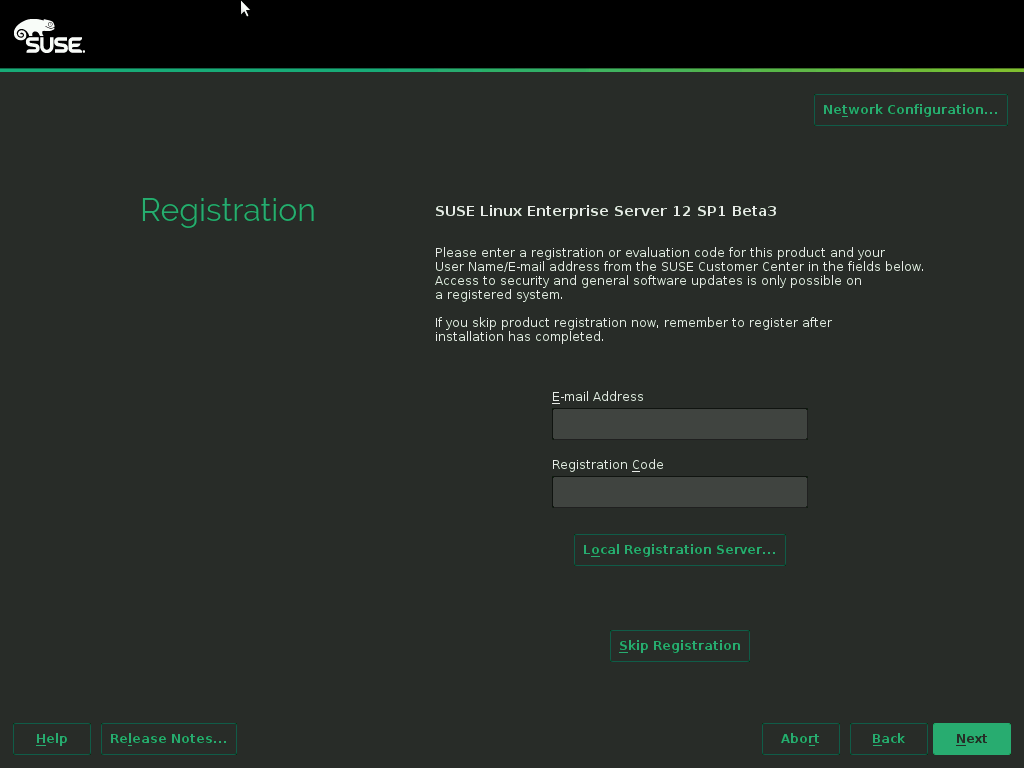 SUSE.
Network Configuration...
Registration
SUSE Linux Enterprise Server 12 SP1 Beta3
Please enter a registration or evaluation code for this product and your
User Name/E-mail address from the SUSE Customer Center in the fields below.
Access to security and general software updates is only possible on
a registered system.
If you skip product registration now, remember to register after
installation has completed.
E-mail Address
Registration Code
Local Registration Server...
Skip Registration
Help
Release Notes...
Abort
Back
Next